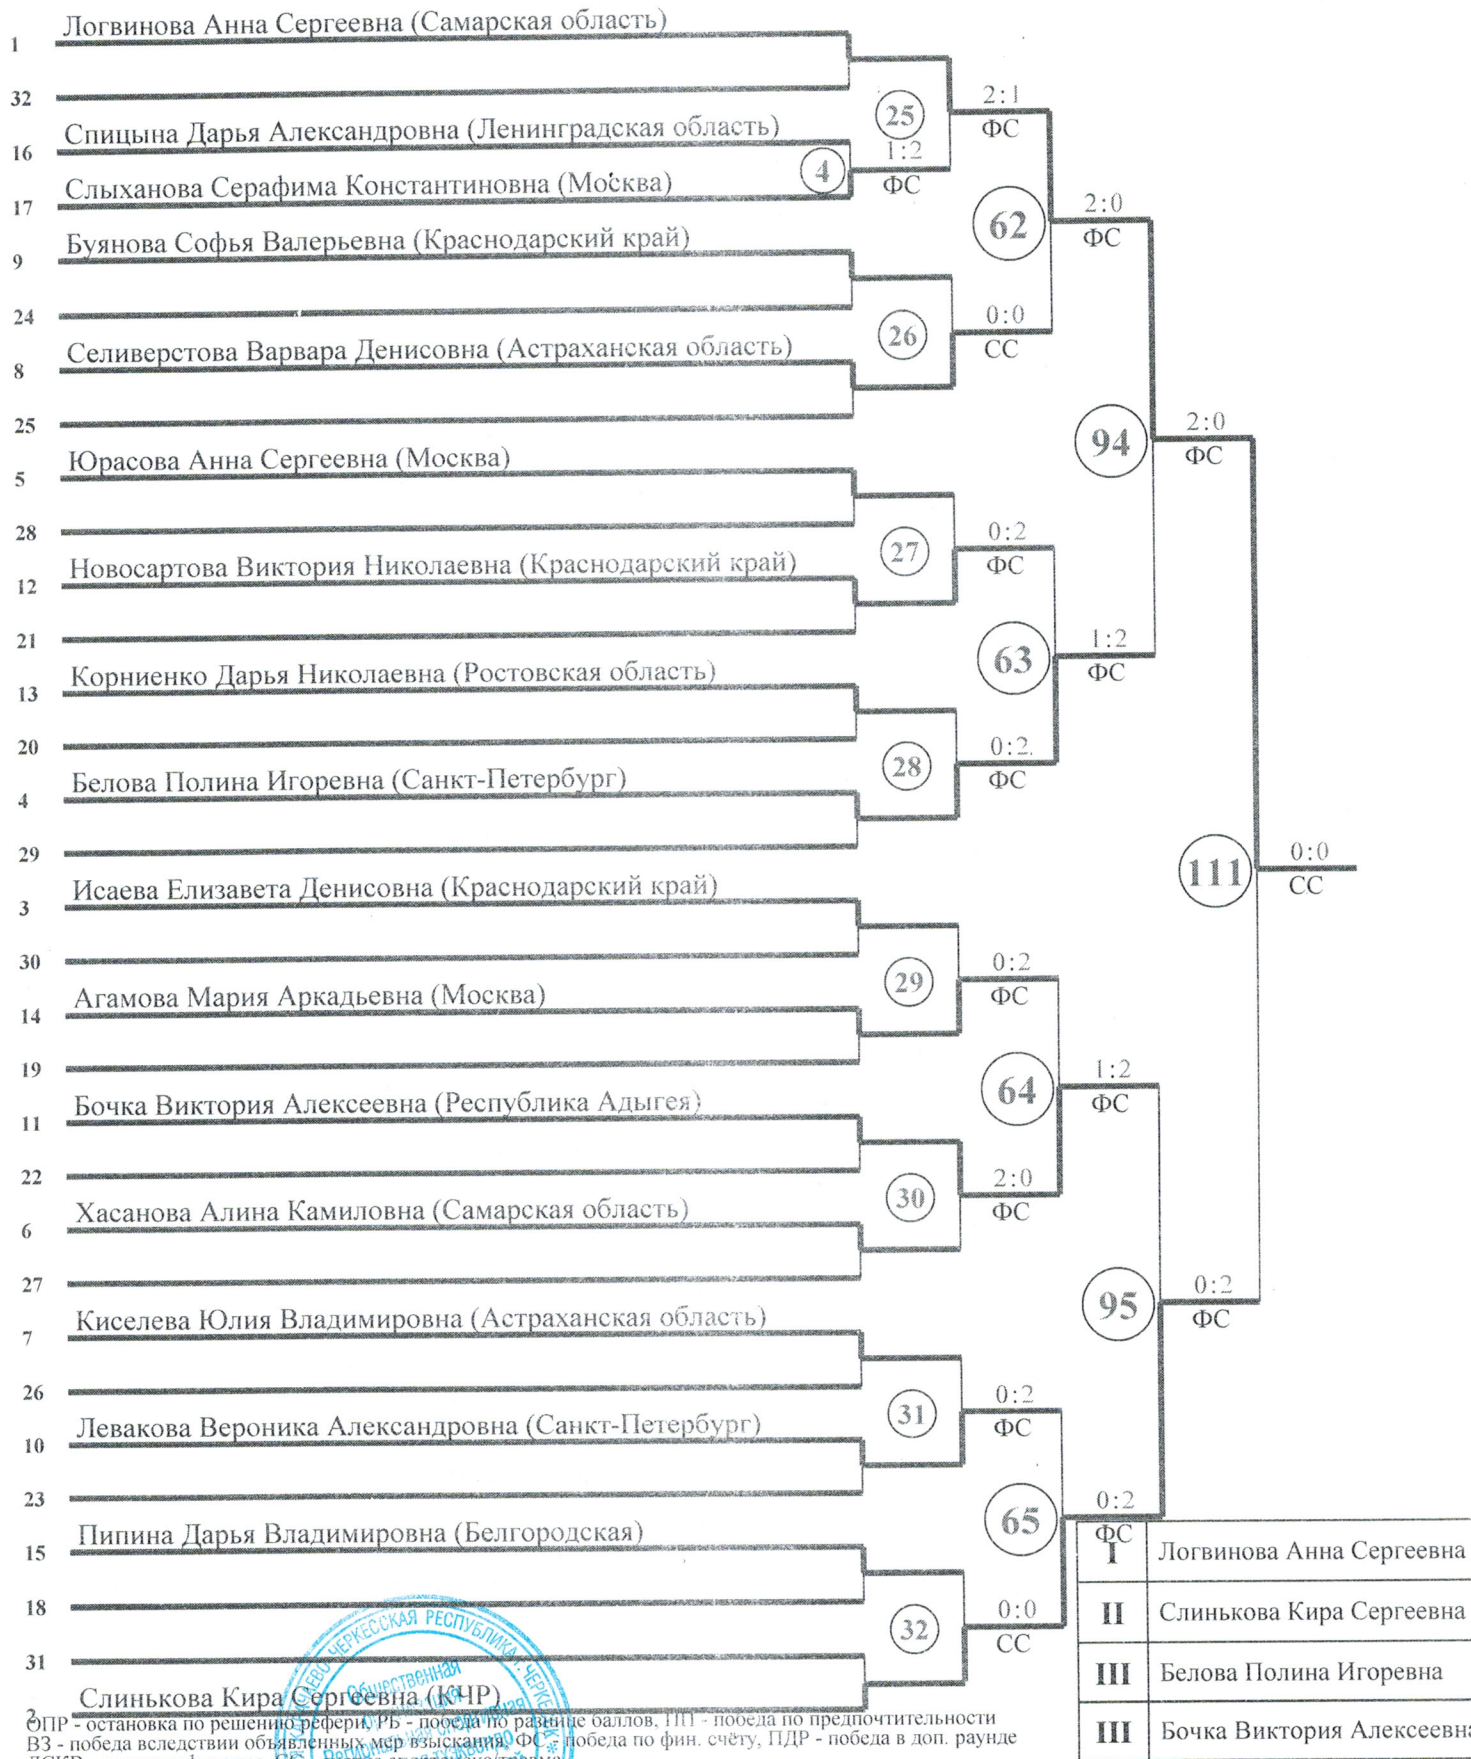 Логвинова Анна Сергеевна (Самарская область)
1
32
25
2:1
ФС
Спицына Дарья Александровна (Ленинградская область)
16
4
1:2
ФС
Слыханова Серафима Константиновна (Москва)
17
62
2:0
ФС
Буянова Софья Валерьевна (Краснодарский край)
9
24
26
0:0
СС
Селиверстова Варвара Денисовна (Астраханская область)
8
25
94
2:0
ФС
Юрасова Анна Сергеевна (Москва)
5
28
27
0:2
ФС
Новосартова Виктория Николаевна (Краснодарский край)
12
21
63
1:2
ФС
Корниенко Дарья Николаевна (Ростовская область)
13
20
28
0:2
ФС
Белова Полина Игоревна (Санкт-Петербург)
4
29
111
0:0
СС
Исаева Елизавета Денисовна (Краснодарский край)
3
30
29
0:2
ФС
Агамова Мария Аркадьевна (Москва)
14
19
64
1:2
ФС
Бочка Виктория Алексеевна (Республика Адыгея)
11
22
30
2:0
ФС
Хасанова Алина Камиловна (Самарская область)
6
27
95
0:2
ФС
Киселева Юлия Владимировна (Астраханская область)
7
26
31
0:2
ФС
Левакова Вероника Александровна (Санкт-Петербург)
10
23
65
0:2
ФС
Пипина Дарья Владимировна (Белгородская)
15
18
32
0:0
СС
31
Слинькова Кира Сергеевна (КЧР)
2
I Логвинова Анна Сергеевна
II Слинькова Кира Сергеевна
III Белова Полина Игоревна
III Бочка Виктория Алексеевна
КАРАЧАЕВО-ЧЕРКЕССКАЯ РЕСПУБЛИКА г. ЧЕРКЕССК
Общественная
ОПР - остановка по решению рефери, РБ - победа по разнице баллов, ПП - победа по предпочтительности
ВЗ - победа вследствии объявленных мер взыскания, ФС - победа по фин. счёту, ПДР - победа в доп. раунде